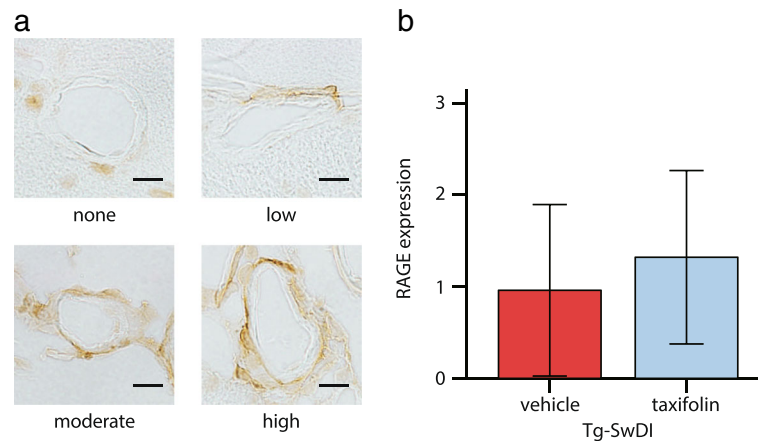 a
none
low
moderate
high
b
RAGE expression
3
2
1
0
vehicle
taxifolin
Tg-SwDI